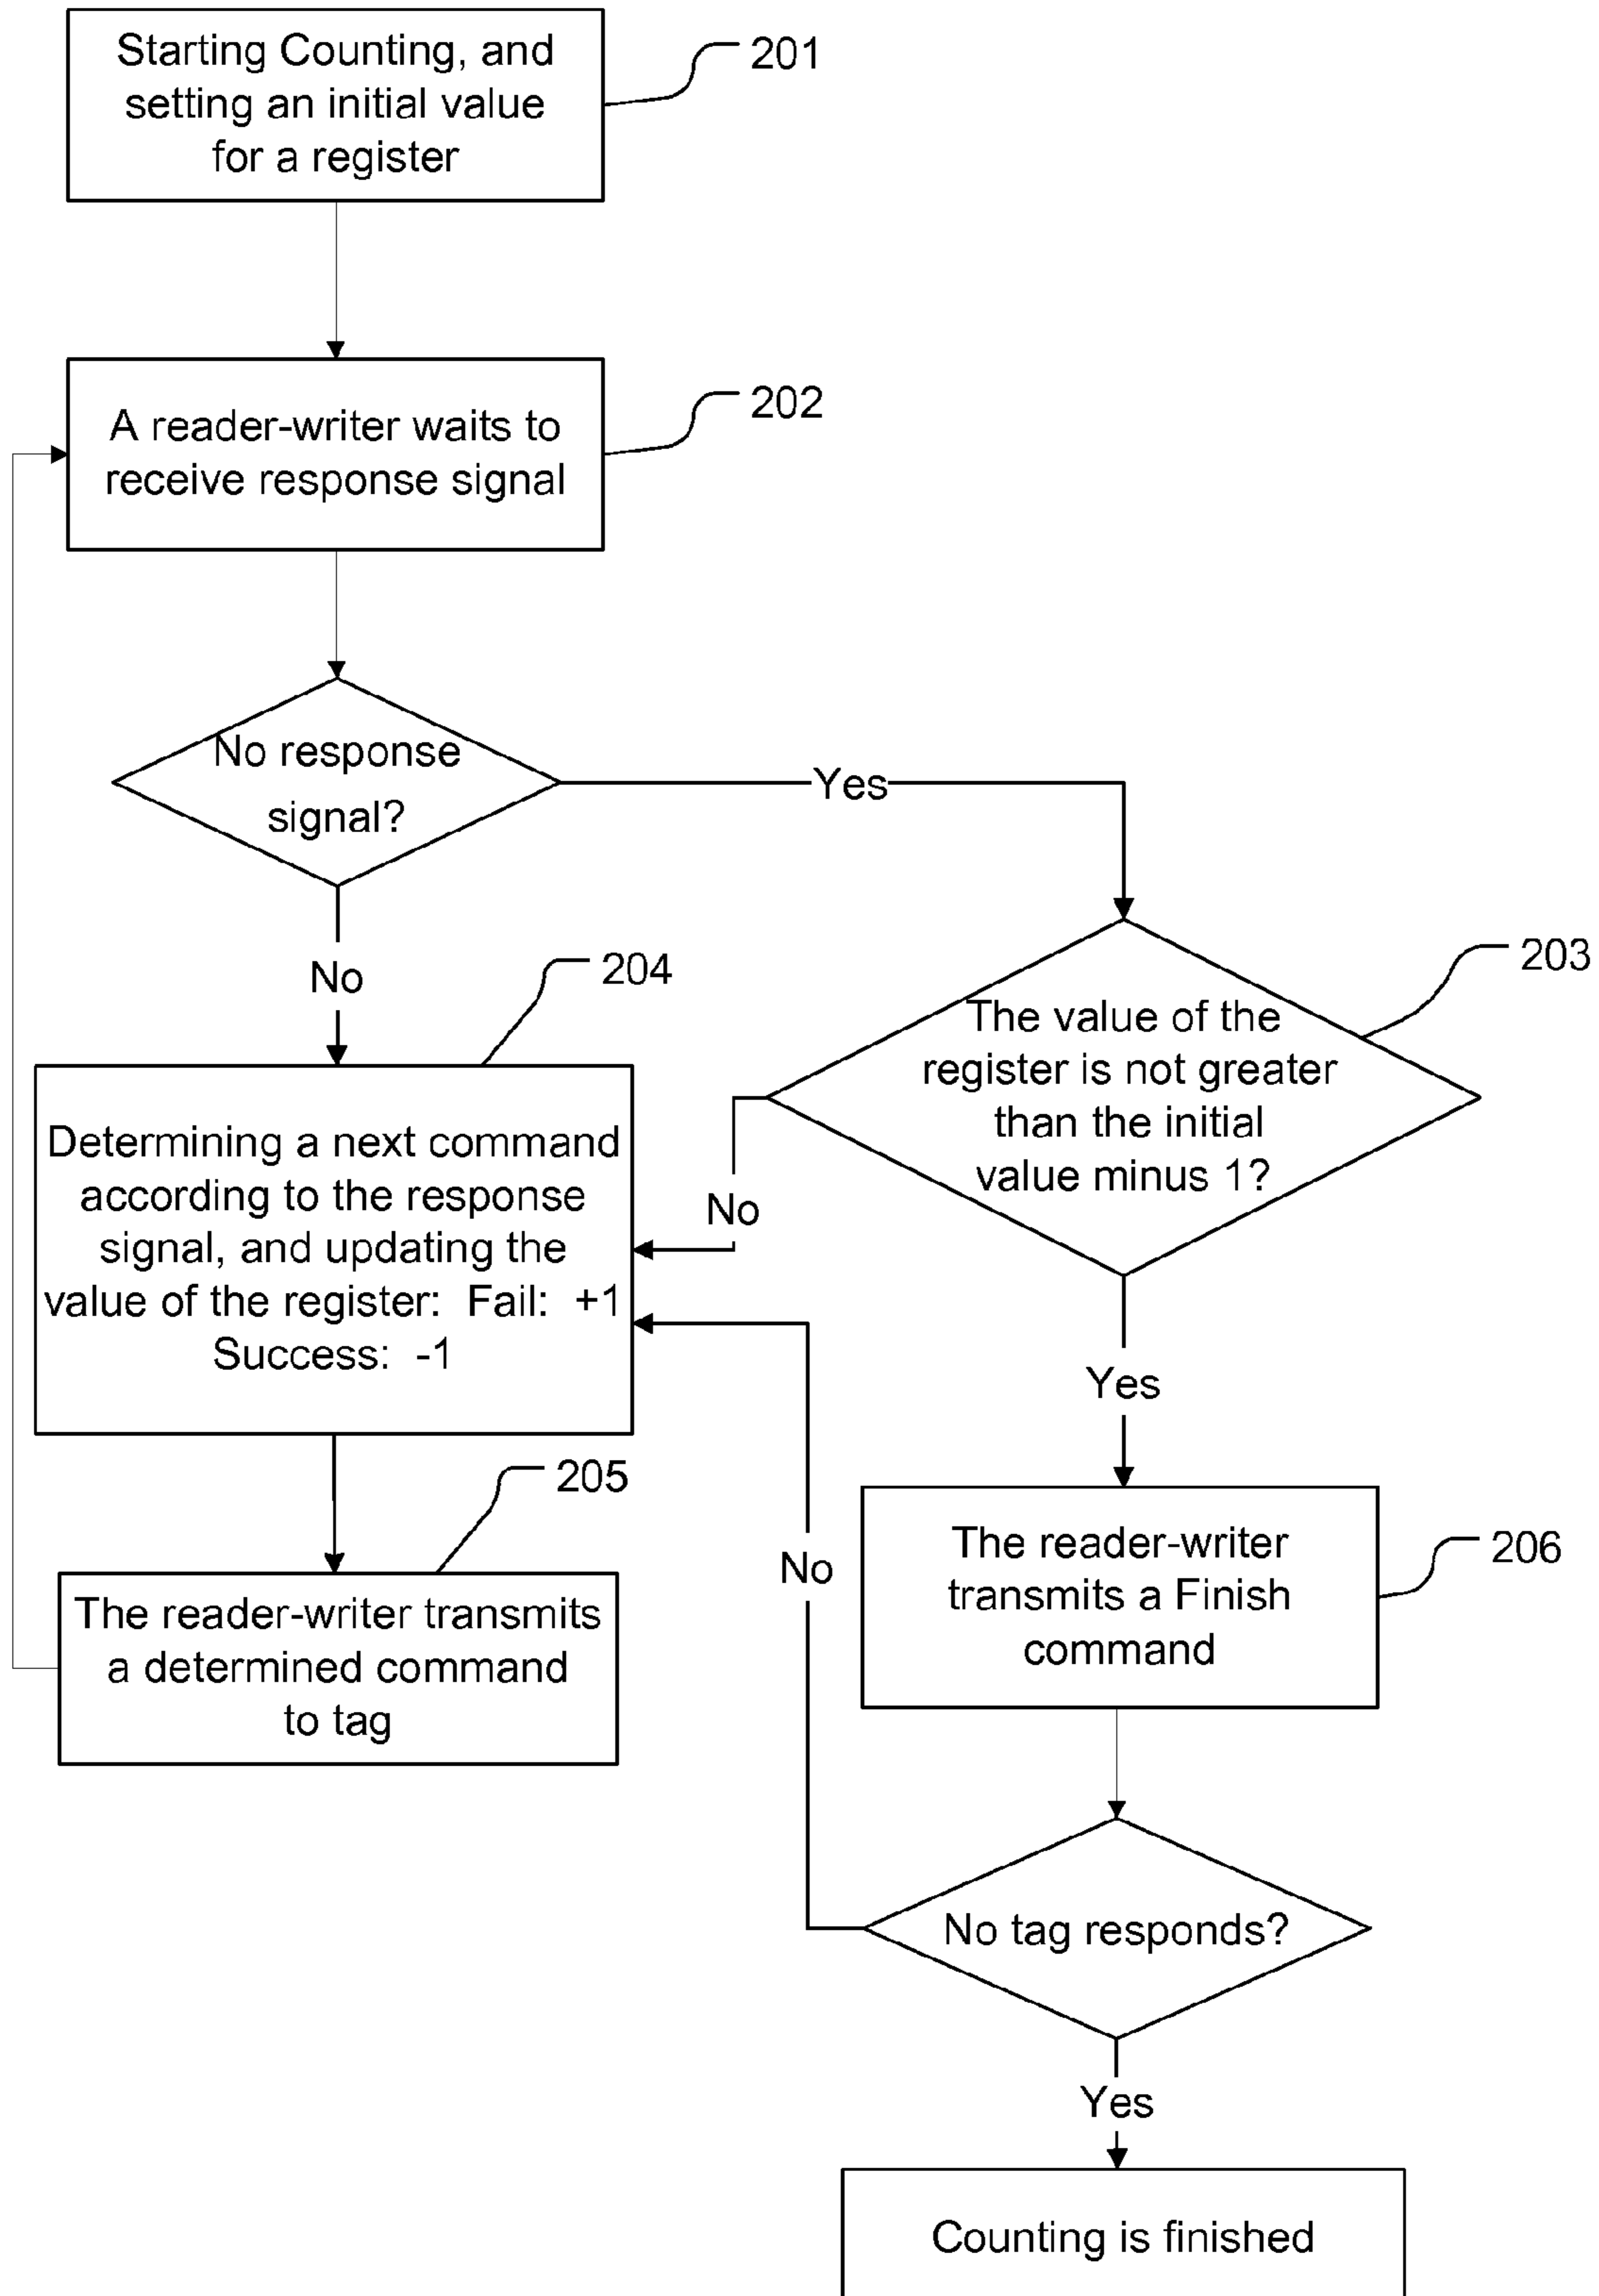 Starting Counting, and
setting an initial value
for a register
201
A reader-writer waits to
receive response signal
202
No response
signal?
Yes
No
204
203
The value of the
register is not greater
than the initial
value minus 1?
Determining a next command
according to the response
signal, and updating the
value of the register: Fail: +1
Success: -1
No
Yes
205
The reader-writer transmits
a determined command
to tag
No
The reader-writer
transmits a Finish
command
206
No tag responds?
Yes
Counting is finished